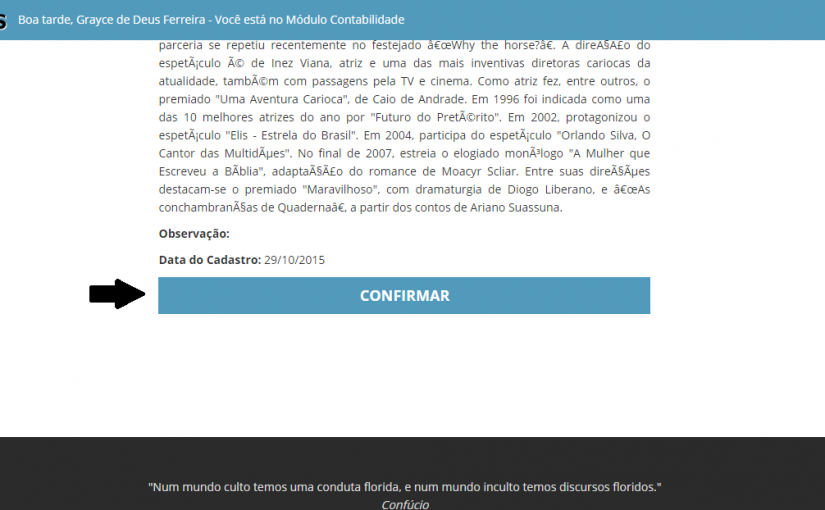 S
Boa tarde, Grayce de Deus Ferreira - Você está no Módulo Contabilidade
parceria se repetiu recentemente no festejado â€œWhy the horse?â€. A direÃ§Ã£o do
espetÃ¡culo Ã© de Inez Viana, atriz e uma das mais inventivas diretoras cariocas da
atualidade, tambÃ©m com passagens pela TV e cinema. Como atriz fez, entre outros, o
premiado "Uma Aventura Carioca", de Caio de Andrade. Em 1996 foi indicada como uma
das 10 melhores atrizes do ano por "Futuro do PretÃ©rito". Em 2002, protagonizou o
espetÃ¡culo "Elis - Estrela do Brasil". Em 2004, participa do espetÃ¡culo "Orlando Silva, O
Cantor das MultidÃµes". No final de 2007, estreia o elogiado monÃ³logo "A Mulher que
Escreveu a BÃ­blia", adaptaÃ§Ã£o do romance de Moacyr Scliar. Entre suas direÃ§Ãµes
destacam-se o premiado "Maravilhoso", com dramaturgia de Diogo Liberano, e â€œAs
conchambranÃ§as de Quadernaâ€, a partir dos contos de Ariano Suassuna.
Observação:
Data do Cadastro: 29/10/2015
CONFIRMAR
"Num mundo culto temos uma conduta florida, e num mundo inculto temos discursos floridos."
Confúcio